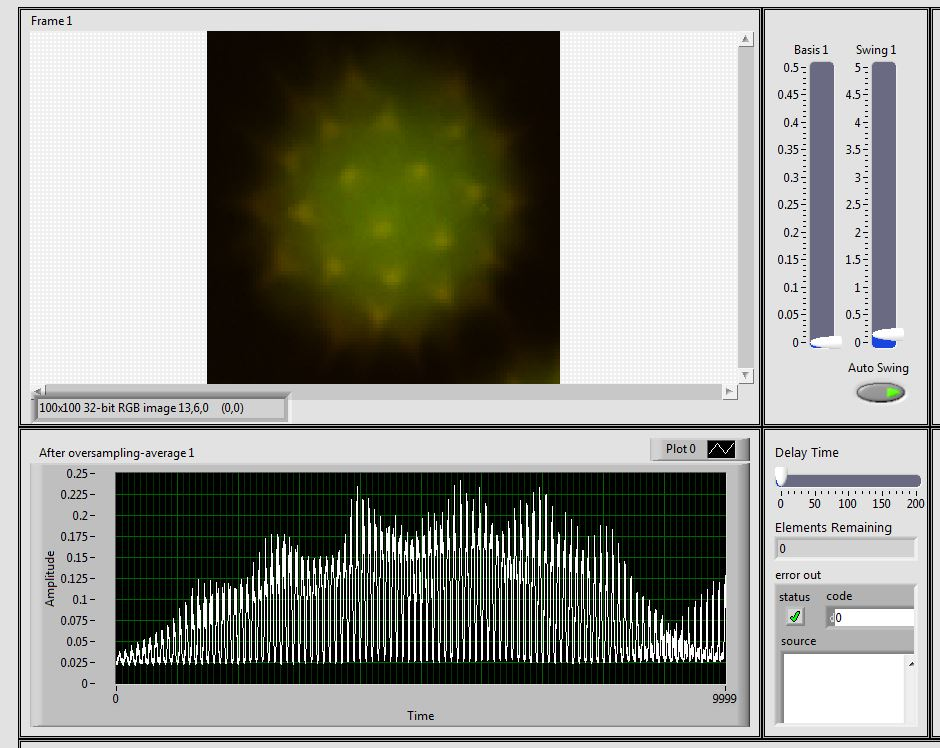 Frame 1
100x100 32-bit RGB image 13,6,0    (0,0)
Basis 1
Swing 1
0.5
0.45
0.4
0.35
0.3
0.25
0.2
0.15
0.1
0.05
0
5
4.5
4
3.5
3
2.5
2
1.5
1
0.5
0
Auto Swing
After oversampling-average 1
Plot 0
Amplitude
0.25
0.225
0.2
0.175
0.15
0.125
0.1
0.075
0.05
0.025
0
0
9999
Time
Delay Time
0 50 100 150 200
Elements Remaining
0
error out
status code
0
source